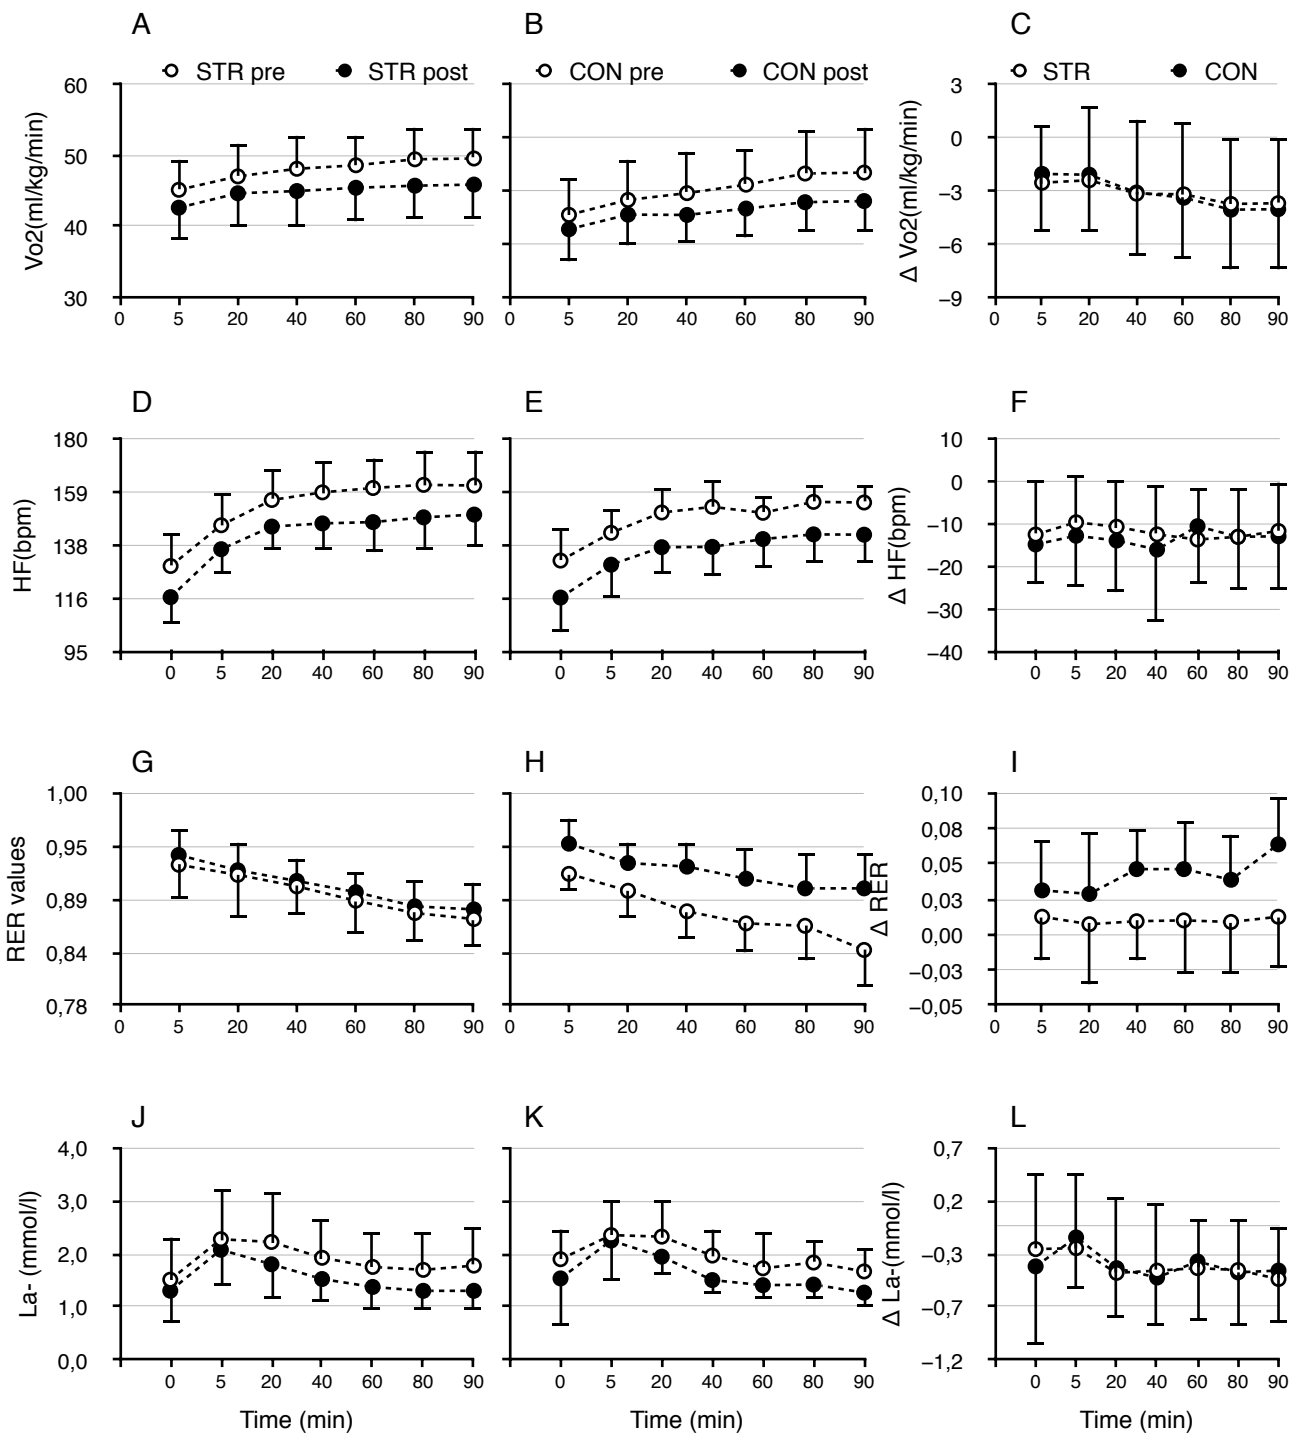 A B C
STR pre STR post CON pre CON post STR CON
Vo2(ml/kg/min)
60
50
40
30
0 5 20 40 60 80 90
0 5 20 40 60 80 90
Δ Vo2(ml/kg/min)
3
0
−3
−6
−9
0 5 20 40 60 80 90
D E F
HF(bpm)
180
159
138
116
95
0 5 20 40 60 80 90
0 5 20 40 60 80 90
Δ HF(bpm)
10
0
−10
−20
−30
−40
0 5 20 40 60 80 90
G H I
RER values
1,00
0,95
0,89
0,84
0,78
0 5 20 40 60 80 90
0 5 20 40 60 80 90
Δ RER
0,10
0,08
0,05
0,03
0,00
−0,03
−0,05
0 5 20 40 60 80 90
J K L
La- (mmol/l)
4,0
3,0
2,0
1,0
0,0
0 5 20 40 60 80 90
0 5 20 40 60 80 90
Δ La-(mmol/l)
0,7
0,2
−0,3
−0,7
−1,2
0 5 20 40 60 80 90
Time (min) Time (min) Time (min)